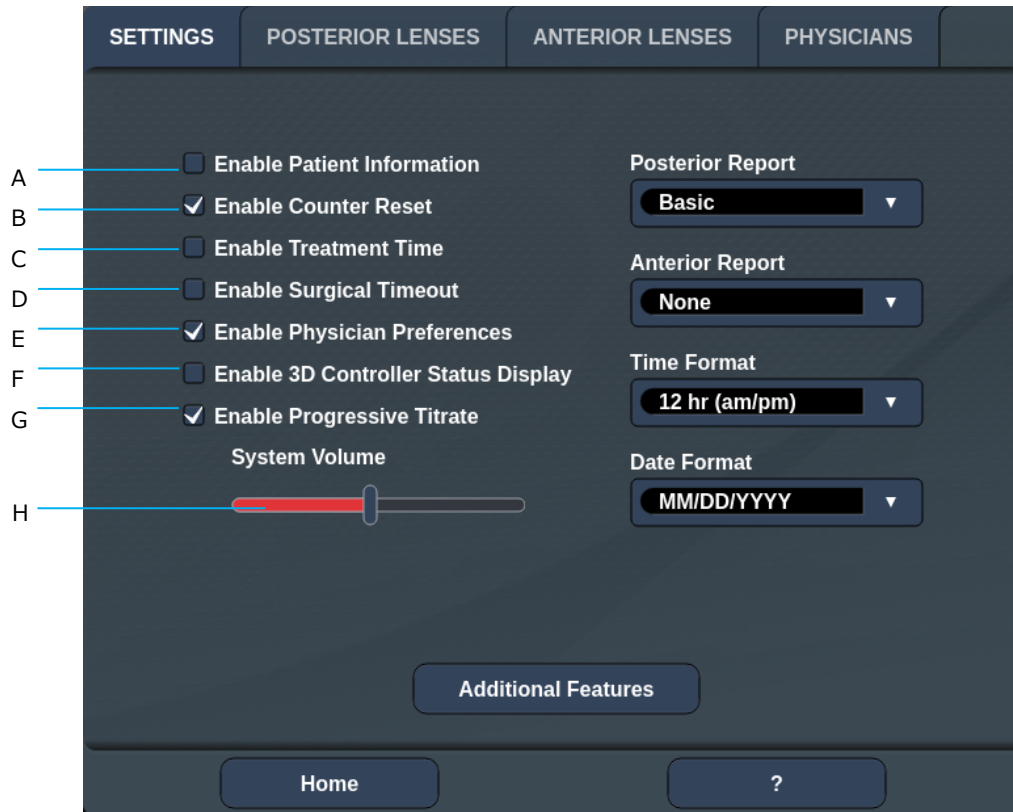 SETTINGS
POSTERIOR LENSES
ANTERIOR LENSES
PHYSICIANS
A
Enable Patient Information
B
Enable Counter Reset
C
Enable Treatment Time
D
Enable Surgical Timeout
E
Enable Physician Preferences
F
Enable 3D Controller Status Display
G
Enable Progressive Titrate
System Volume
H
Posterior Report
Basic
Anterior Report
None
Time Format
12 hr (am/pm)
Date Format
MM/DD/YYYY
Additional Features
Home
?